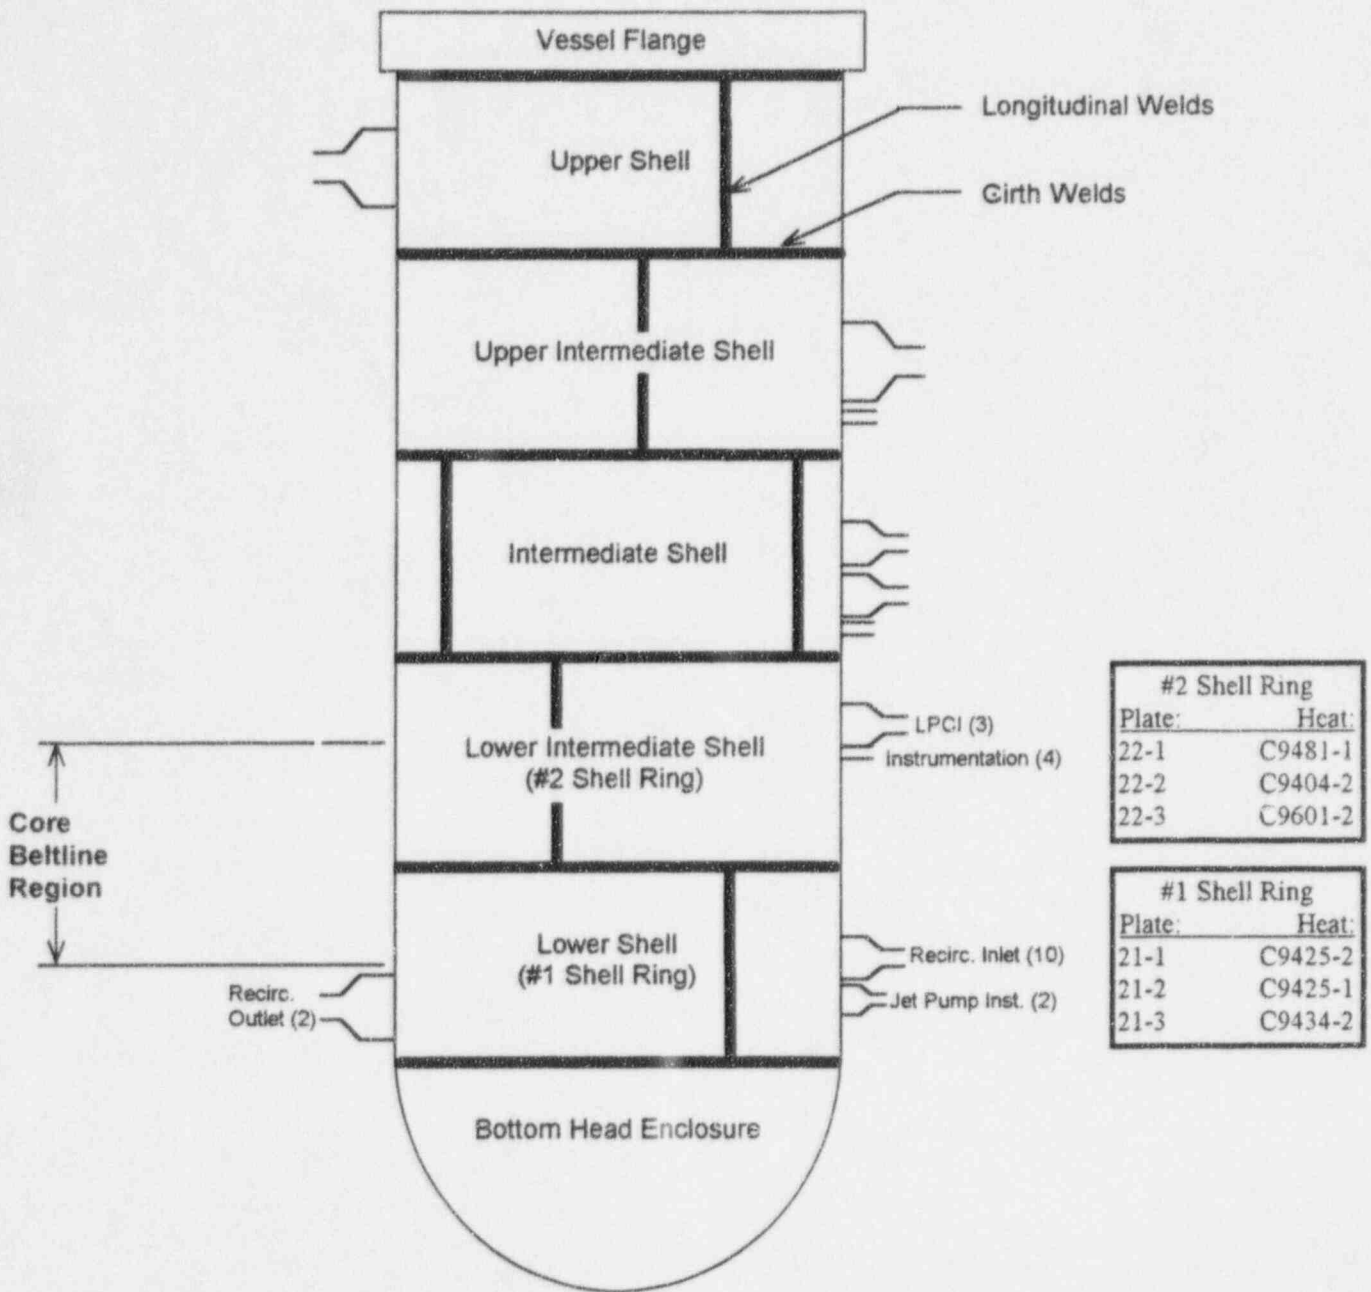 Vessel Flange
Longitudinal Welds
Upper Shell
Girth Welds
Upper Intermediate Shell
Intermediate Shell
LPCI (3)
Lower Intermediate Shell
(#2 Shell Ring)
Instrumentation (4)
#2 Shell Ring
Plate: Heat:
22-1 C9481-1
22-2 C9404-2
22-3 C9601-2
Core
Beltline
Region
Lower Shell
(#1 Shell Ring)
Recirc. Inlet (10)
Jet Pump Inst. (2)
Recirc.
Outlet (2)
#1 Shell Ring
Plate: Heat:
21-1 C9425-2
21-2 C9425-1
21-3 C9434-2
Bottom Head Enclosure